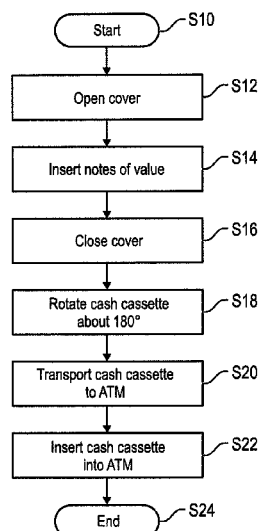 Start
S10
Open cover
S12
Insert notes of value
S14
Close cover
S16
Rotate cash cassette
about 180°
S18
Transport cash cassette
to ATM
S20
Insert cash cassette
into ATM
S22
End
S24